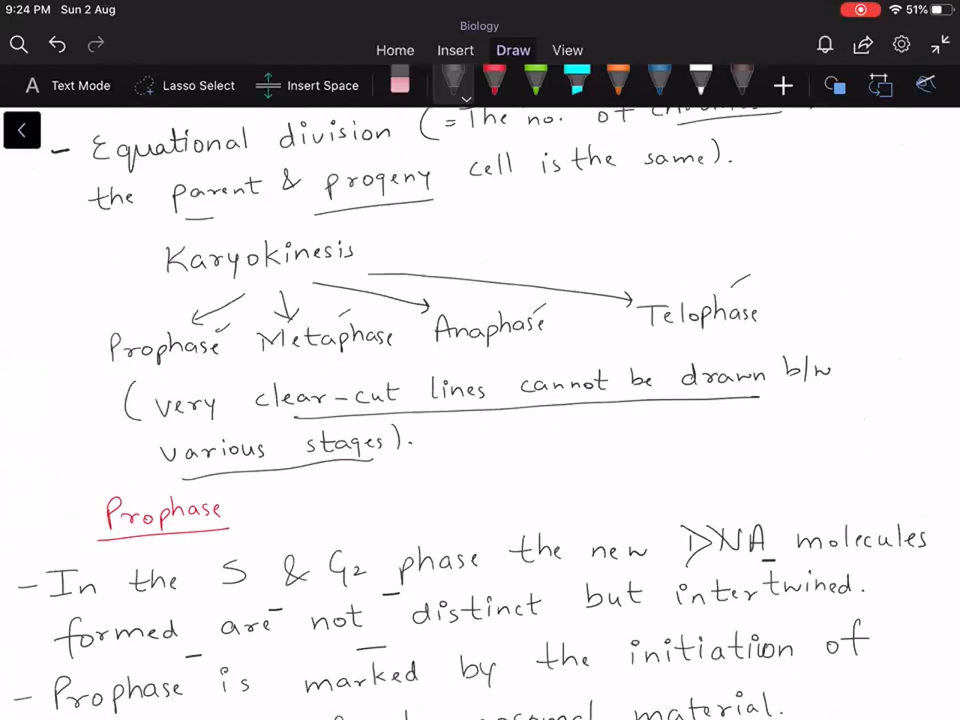 9:24 PM Sun 2 Aug
51%
Biology
Home Insert Draw View
A Text Mode Lasso Select Insert Space
- Equational division (=The no. of
the parent & progeny cell is the same).
Karyokinesis
Prophase Metaphase Anaphase Telophase
(very clear-cut lines cannot be drawn b/w
various stages).
Prophase
- In the S & G2 phase the new DNA molecules
formed are not distinct but intertwined.
- Prophase is marked by the initiation of
material.